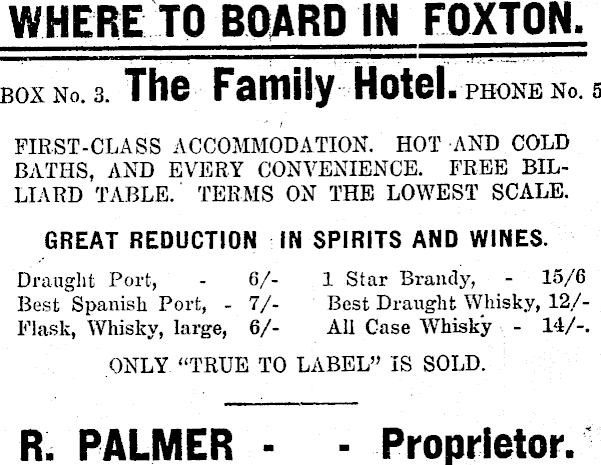 WHERE TO BOARD IN FOXTON.
BOX No. 3. The Family Hotel. PHONE No. 5
FIRST-CLASS ACCOMMODATION. HOT AND COLD
BATHS, AND EVERY CONVENIENCE. FREE BIL-
LIARD TABLE. TERMS ON THE LOWEST SCALE.
GREAT REDUCTION IN SPIRITS AND WINES.
Draught Port, - 6/- 1 Star Brandy, - 15/6
Best Spanish Port, - 7/- Best Draught Whisky, 12/-
Flask, Whisky, large, 6/- All Case Whisky - 14/-.
ONLY "TRUE TO LABEL" IS SOLD.
R. PALMER - - Proprietor.